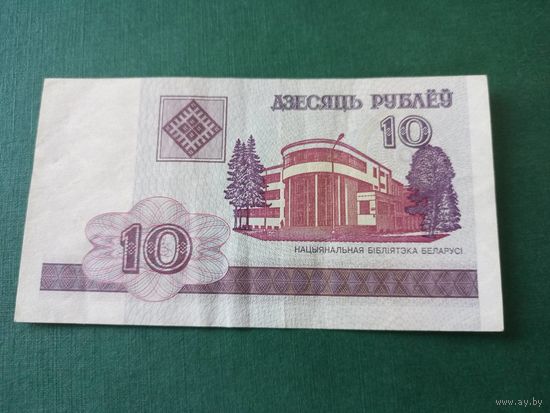 ДЗЕСЯЦЬ РУБЛЁЎ
10
НАЦЫЯНАЛЬНАЯ БІБЛІЯТЭКА БЕЛАРУСІ
10
www.ay.by